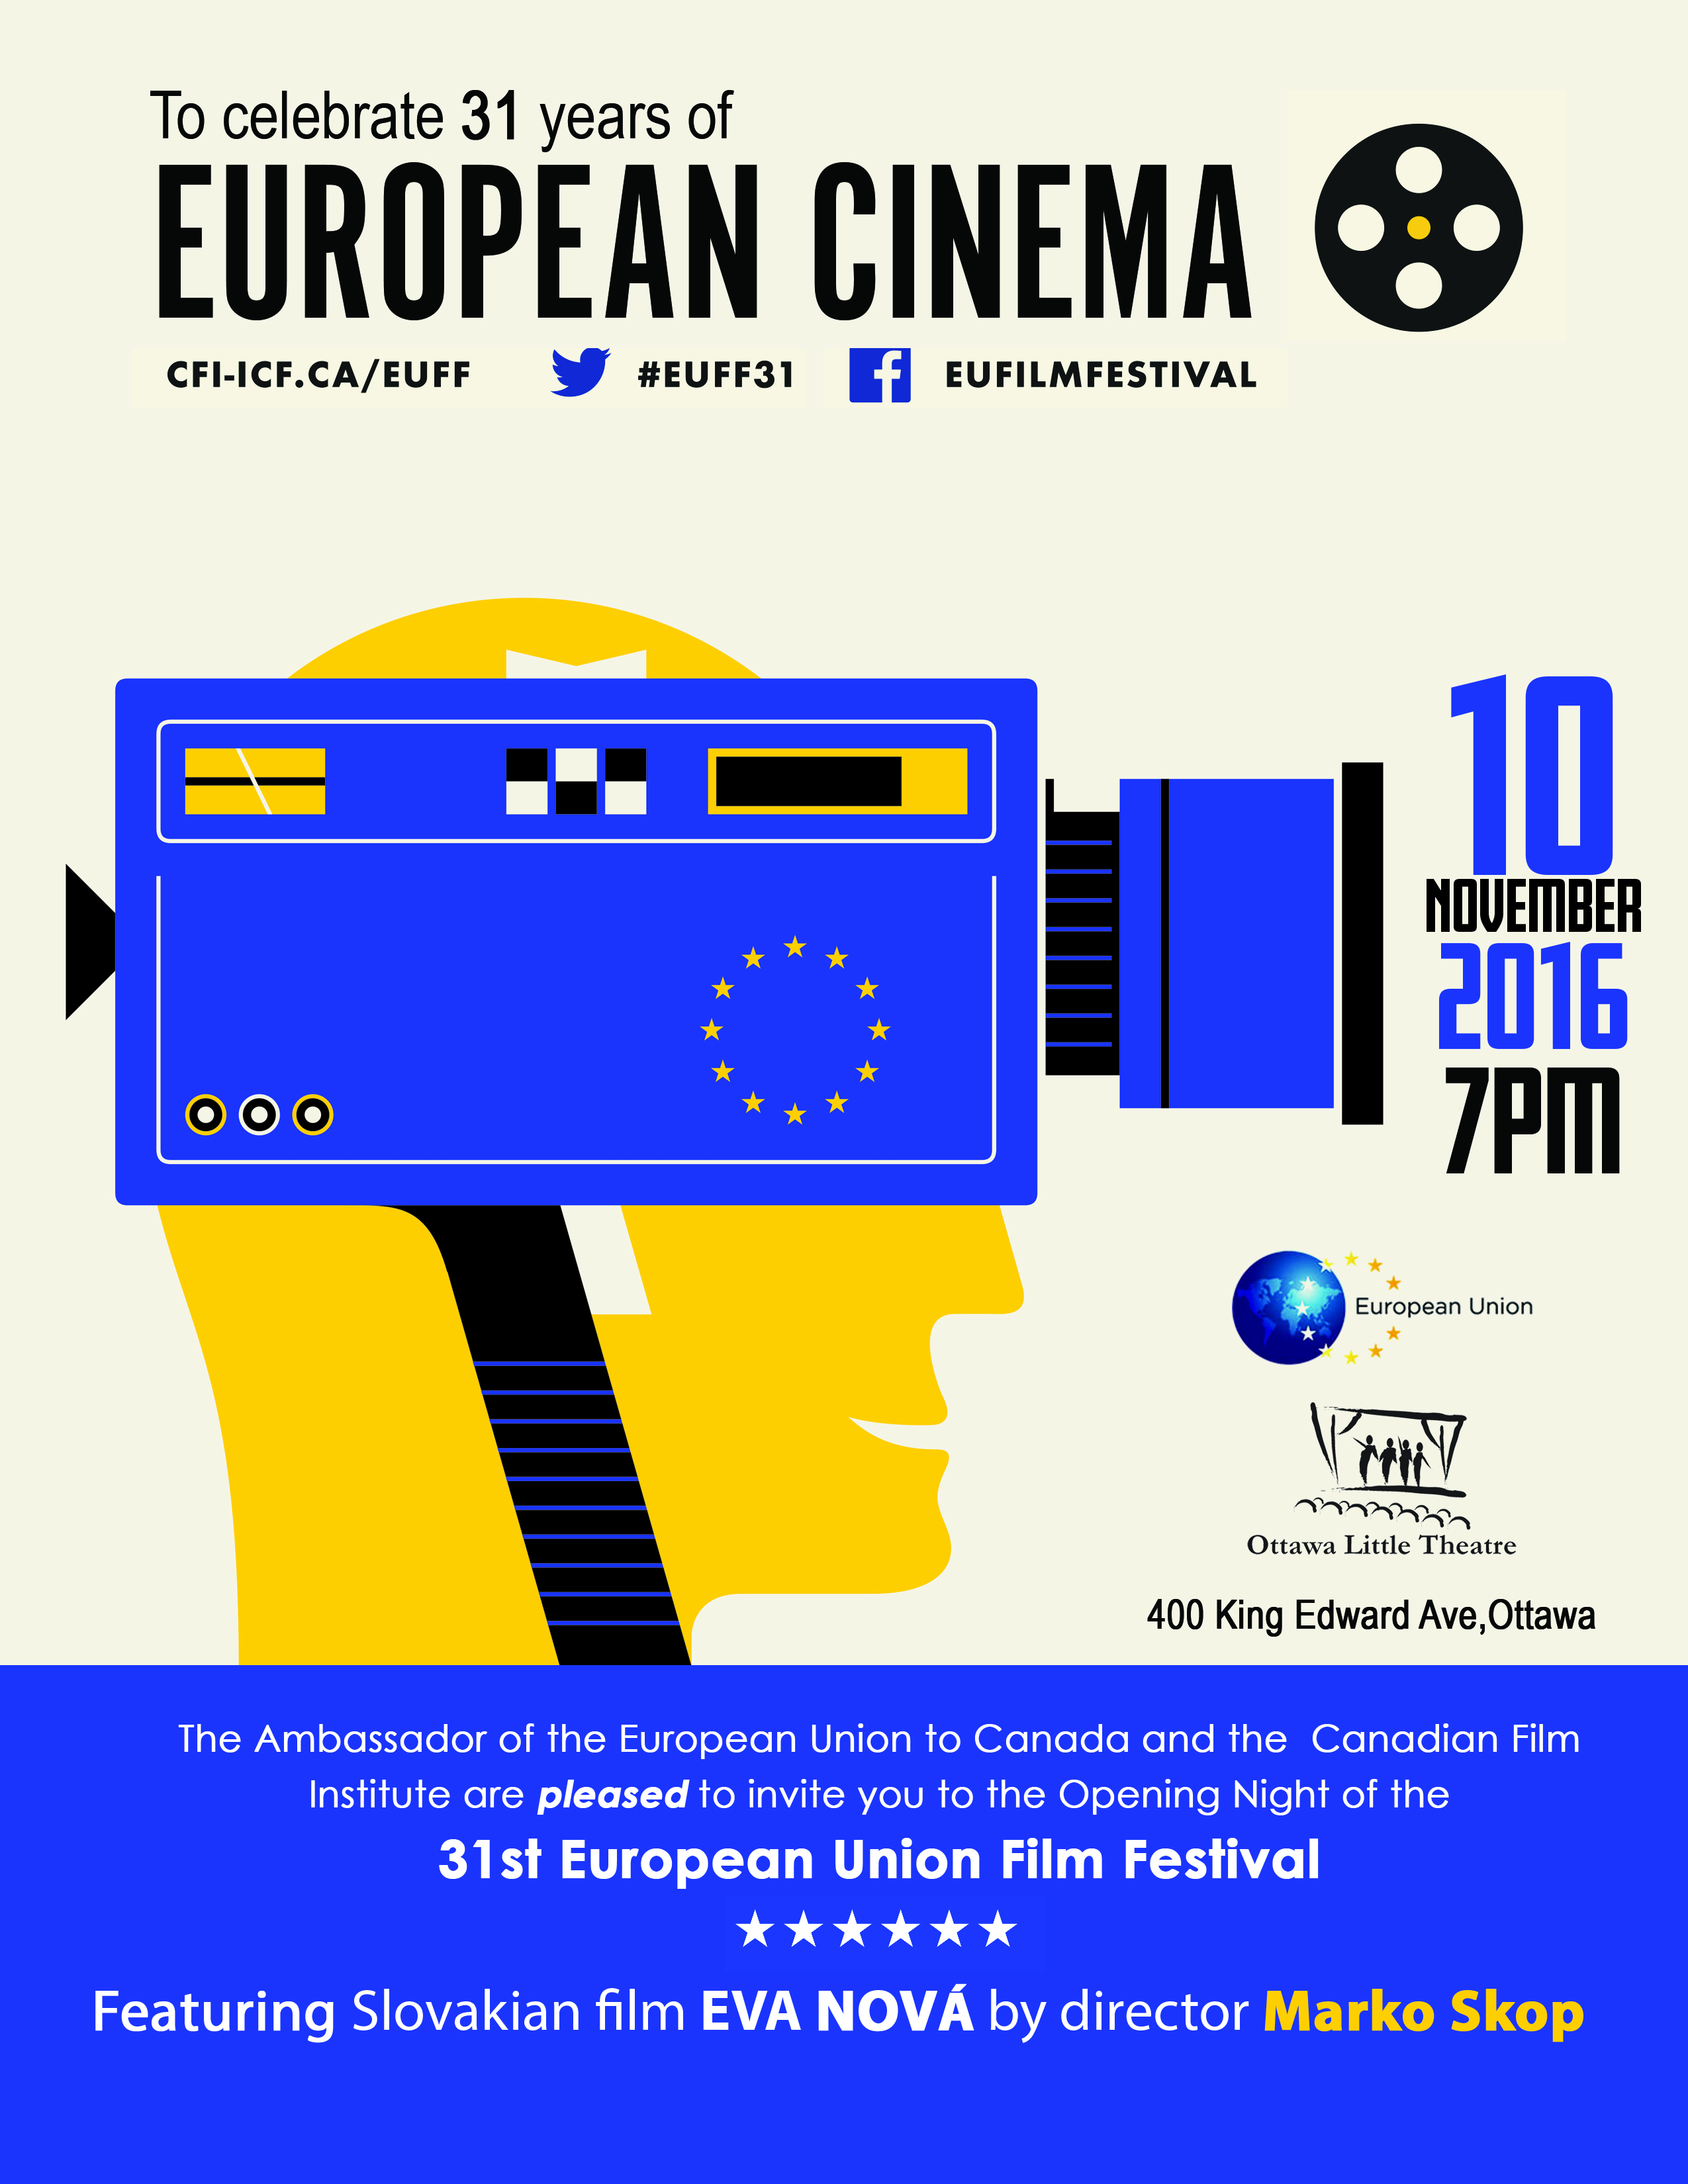 To celebrate 31 years of
EUROPEAN CINEMA
CFI-ICF.CA/EUFF #EUFF31 EUFILMFESTIVAL
10
NOVEMBER
2016
7PM
European Union
Ottawa Little Theatre
400 King Edward Ave,Ottawa
The Ambassador of the European Union to Canada and the Canadian Film
Institute are pleased to invite you to the Opening Night of the
31st European Union Film Festival
Featuring Slovakian film EVA NOVÁ by director Marko Skop